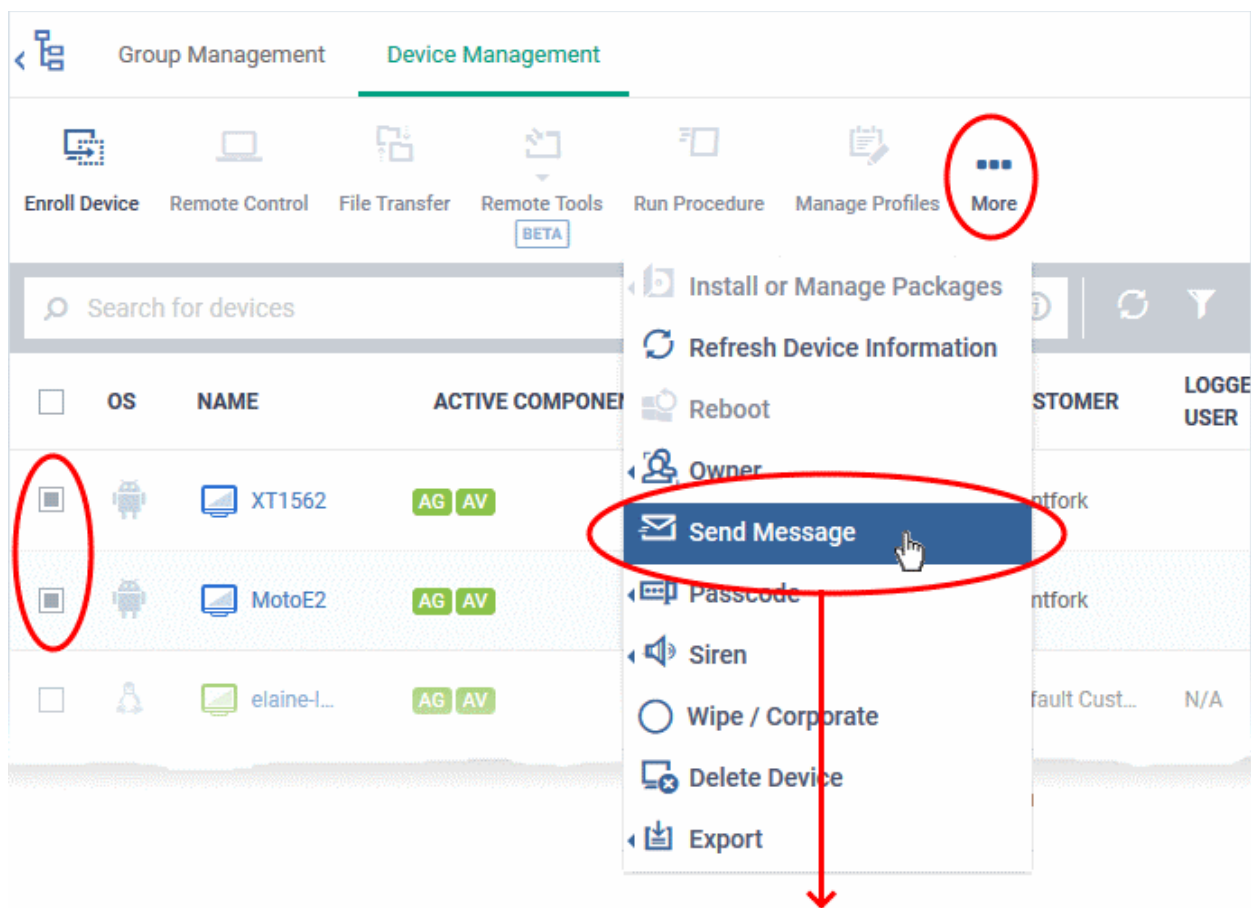 Group Management
Device Management
Enroll Device
Remote Control
File Transfer
Remote Tools
BETA
Run Procedure
Manage Profiles
More
Search for devices
Install or Manage Packages
Refresh Device Information
Reboot
Owner
Send Message
Passcode
Siren
Wipe / Corporate
Delete Device
Export
OS NAME ACTIVE COMPONE STOMER LOGGE
USER
XT1562 AG AV ntfork
MotoE2 AG AV ntfork
elaine-l... AG AV fault Cust... N/A